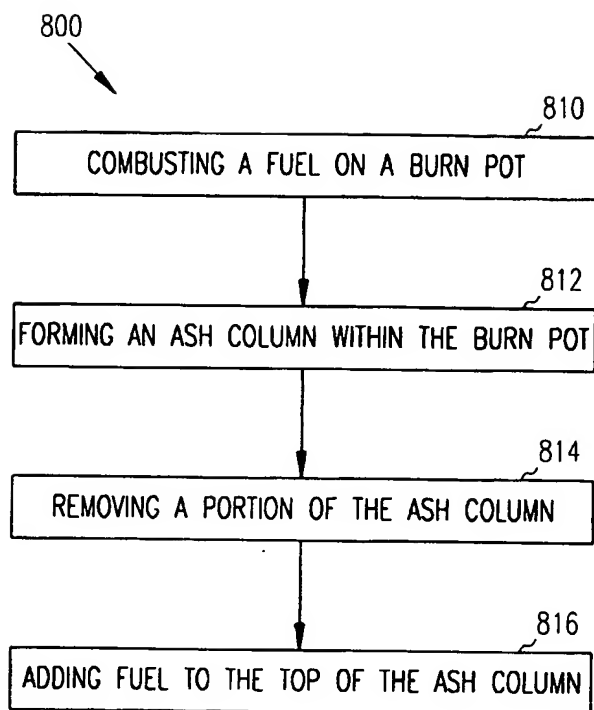 800
810
COMBUSTING A FUEL ON A BURN POT
812
FORMING AN ASH COLUMN WITHIN THE BURN POT
814
REMOVING A PORTION OF THE ASH COLUMN
816
ADDING FUEL TO THE TOP OF THE ASH COLUMN